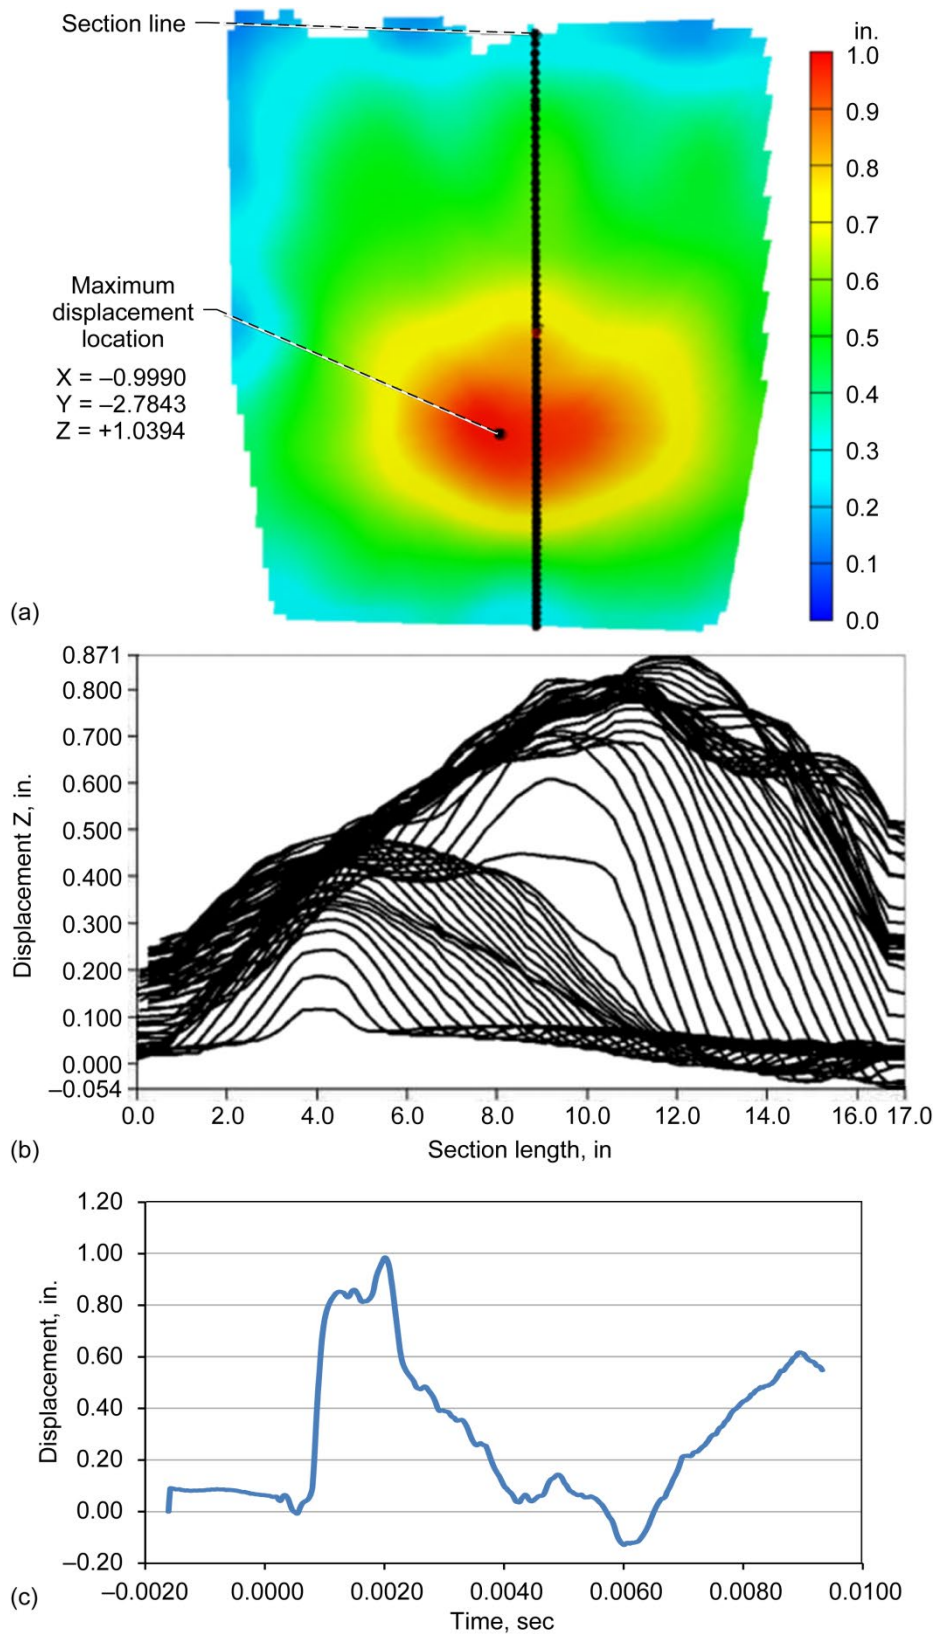 Section line
in.
1.0
0.9
0.8
0.7
0.6
0.5
0.4
0.3
0.2
0.1
0.0
Maximum
displacement
location
X = –0.9990
Y = –2.7843
Z = +1.0394
(a)
0.871
0.800
0.700
0.600
0.500
0.400
0.300
0.200
0.100
0.000
–0.054
Displacement Z, in.
0.0 2.0 4.0 6.0 8.0 10.0 12.0 14.0 16.0 17.0
Section length, in
(b)
1.20
1.00
0.80
0.60
0.40
0.20
0.00
–0.20
Displacement, in.
–0.0020 0.0000 0.0020 0.0040 0.0060 0.0080 0.0100
Time, sec
(c)